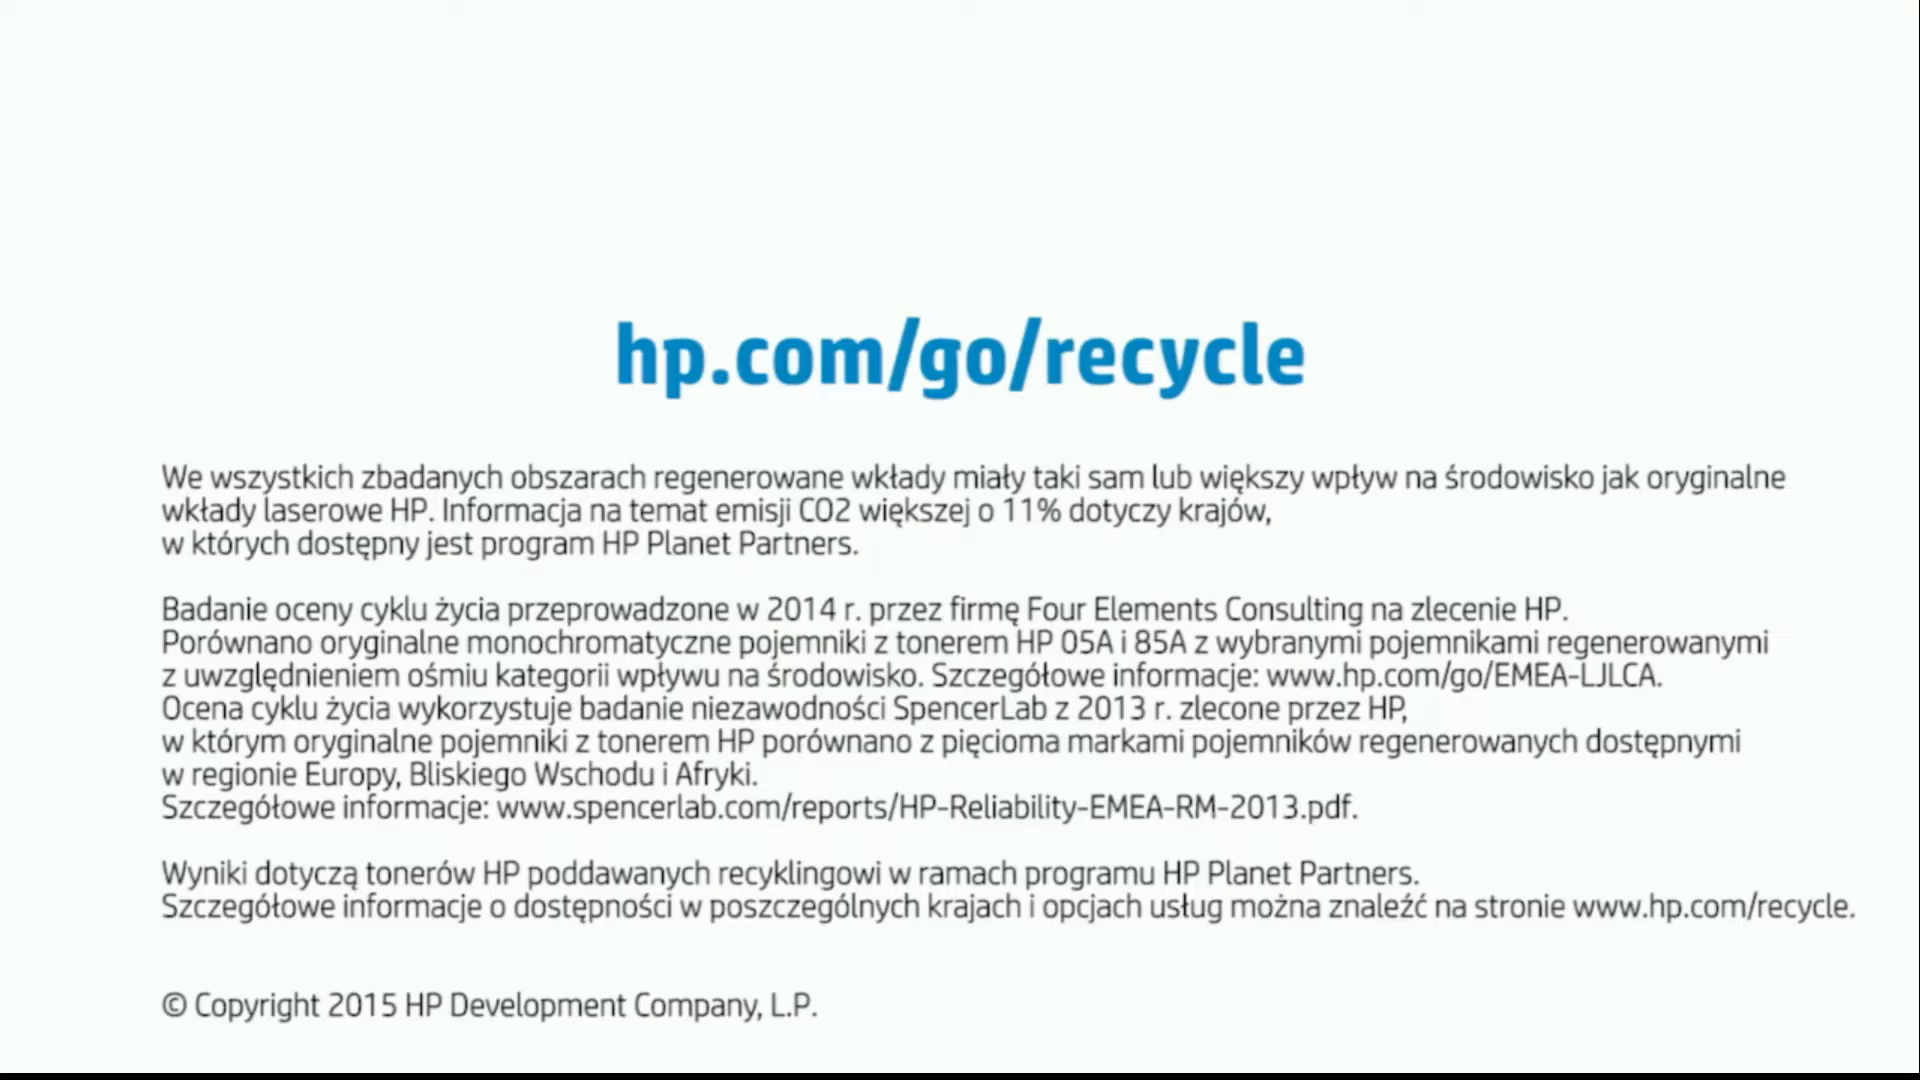 hp.com/go/recycle
We wszystkich zbadanych obszarach regenerowane wkłady miały taki sam lub większy wpływ na środowisko jak oryginalne
wkłady laserowe HP. Informacja na temat emisji CO2 większej o 11% dotyczy krajów,
w których dostępny jest program HP Planet Partners.
Badanie oceny cyklu życia przeprowadzone w 2014 r. przez firmę Four Elements Consulting na zlecenie HP.
Porównano oryginalne monochromatyczne pojemniki z tonerem HP 05A i 85A z wybranymi pojemnikami regenerowanymi
z uwzględnieniem ośmiu kategorii wpływu na środowisko. Szczegółowe informacje: www.hp.com/go/EMEA-LJLCA.
Ocena cyklu życia wykorzystuje badanie niezawodności SpencerLab z 2013 r. zlecone przez HP,
w którym oryginalne pojemniki z tonerem HP porównano z pięcioma markami pojemników regenerowanych dostępnymi
w regionie Europy, Bliskiego Wschodu i Afryki.
Szczegółowe informacje: www.spencerlab.com/reports/HP-Reliability-EMEA-RM-2013.pdf.
Wyniki dotyczą tonerów HP poddawanych recyklingowi w ramach programu HP Planet Partners.
Szczegółowe informacje o dostępności w poszczególnych krajach i opcjach usług można znaleźć na stronie www.hp.com/recycle.
© Copyright 2015 HP Development Company, L.P.